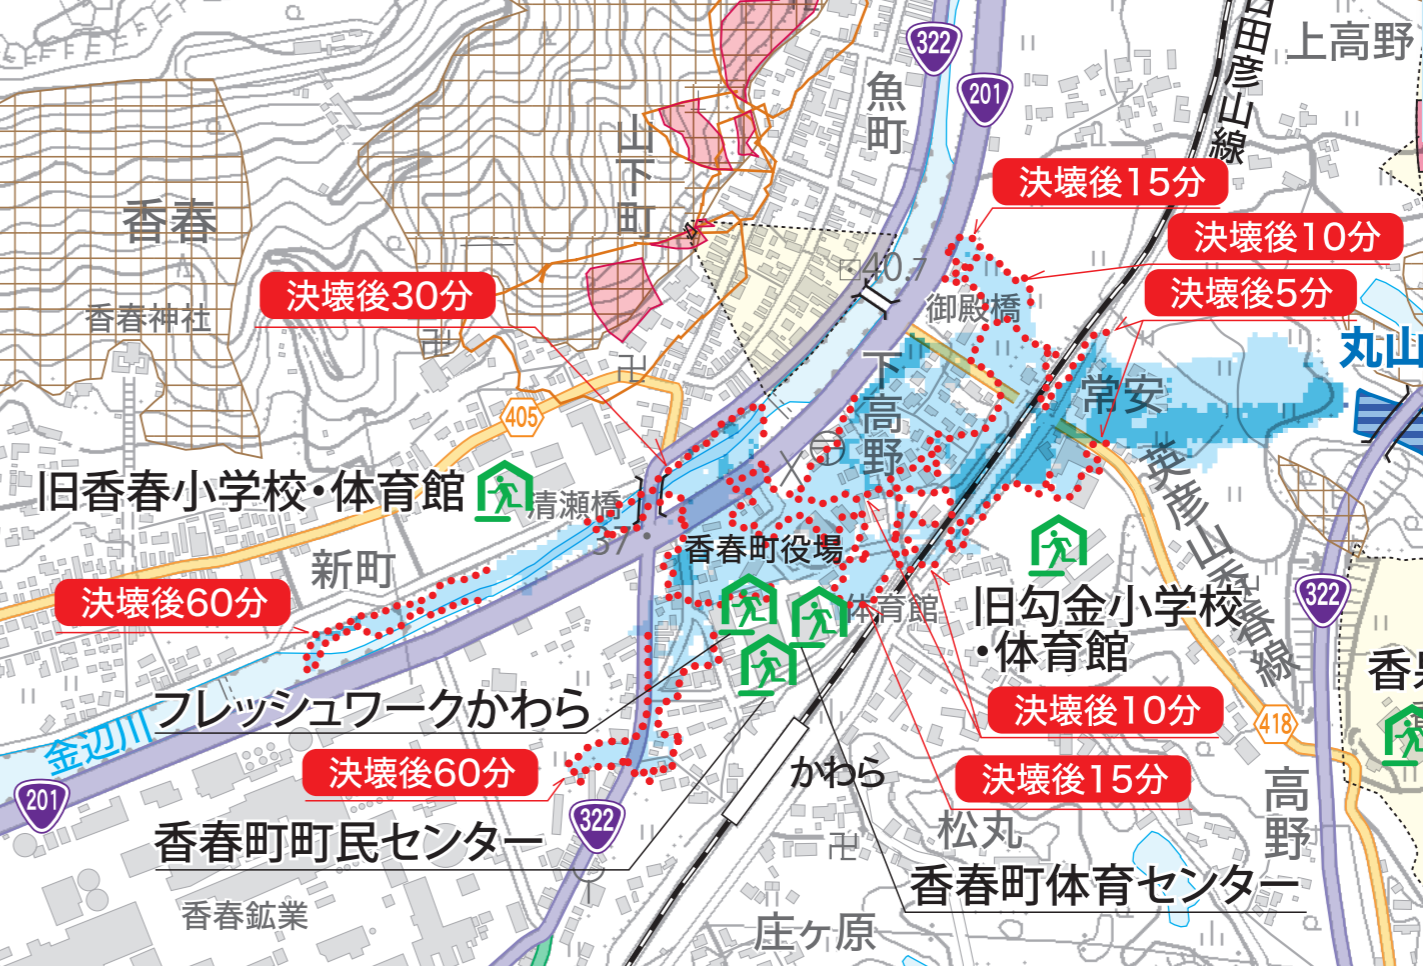 322
201
田彦山線
上高野
魚町
山下町
香春
決壊後15分
決壊後10分
決壊後5分
40.7
御殿橋
決壊後30分
香春神社
丸山
下高野
常安
405
英彦山香春線
旧香春小学校・体育館
清瀬橋
37
新町
香春町役場
決壊後60分
体育館
旧勾金小学校
・体育館
322
香泉
フレッシュワークかわら
決壊後10分
418
金辺川
決壊後60分
かわら
決壊後15分
201
322
高野
香春町町民センター
松丸
香春町体育センター
香春鉱業
庄ヶ原